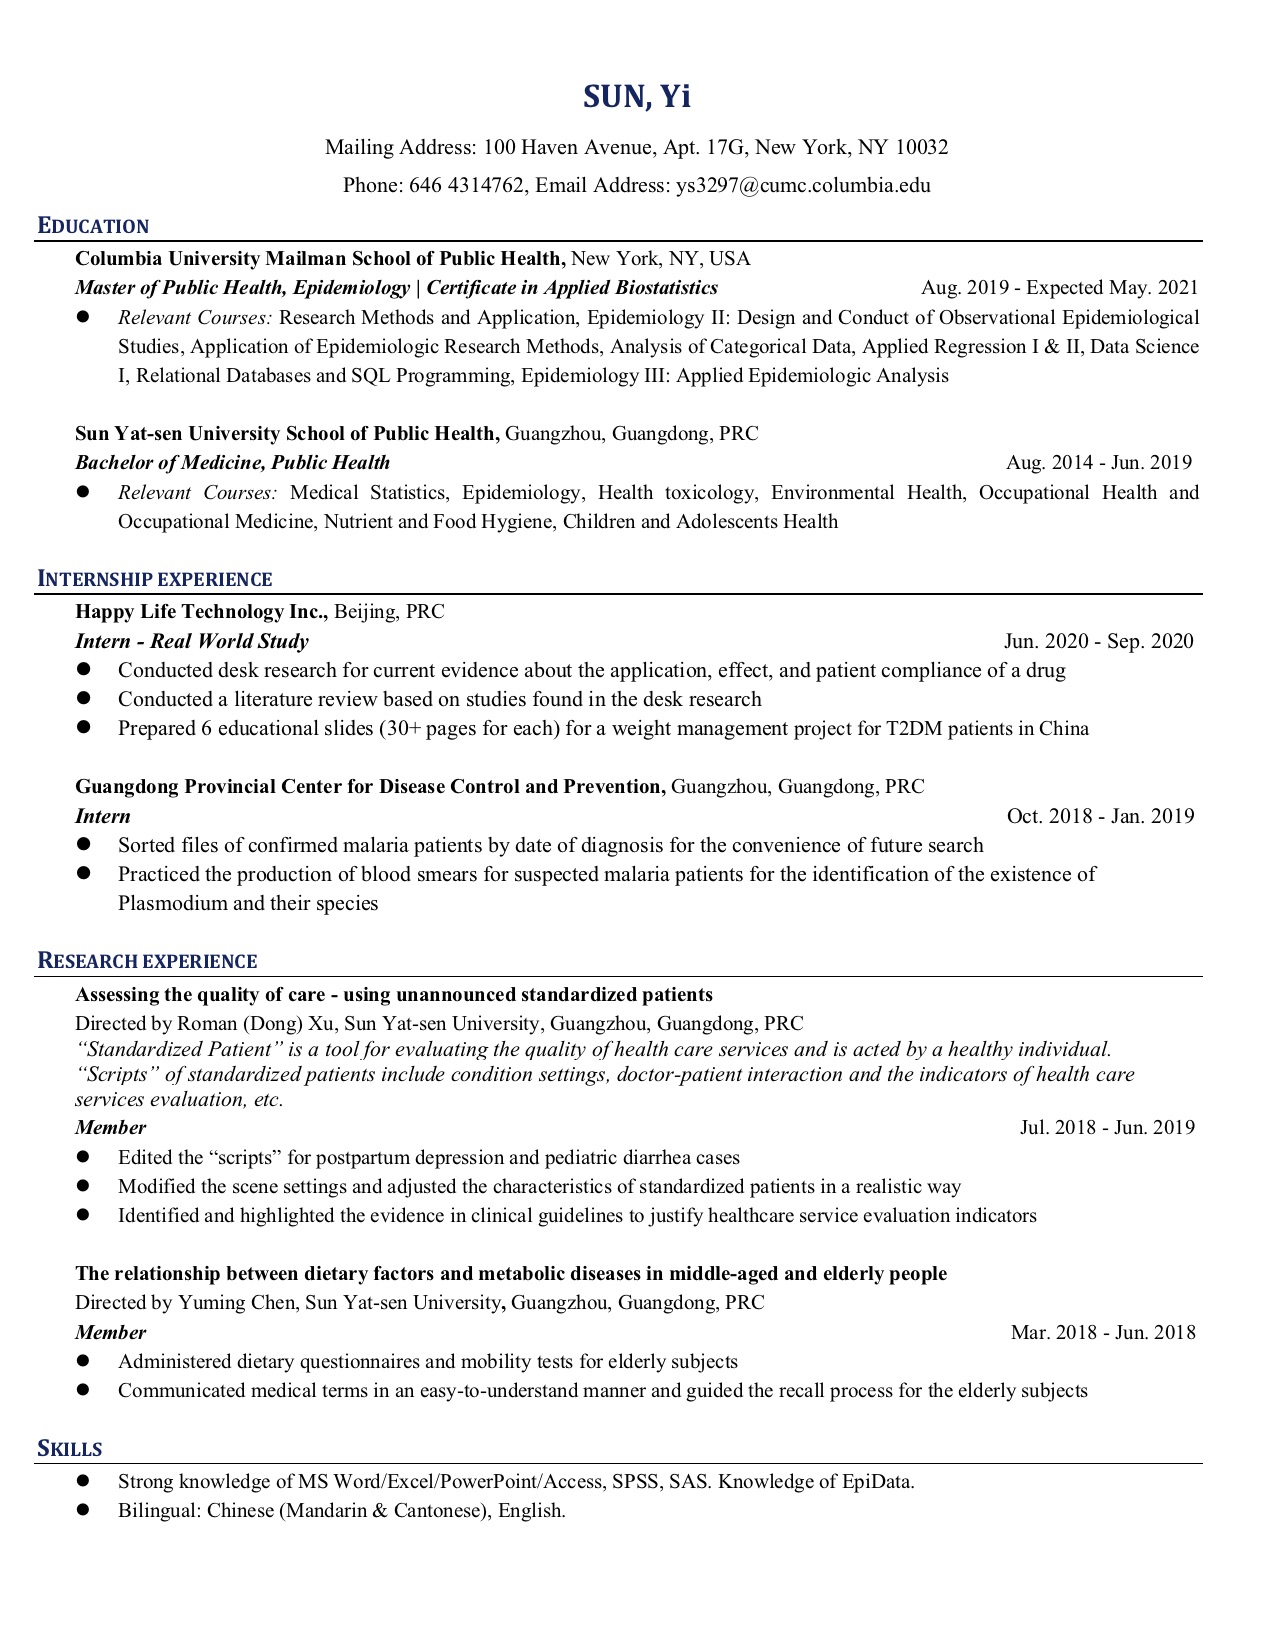 SUN, Yi
Mailing Address: 100 Haven Avenue, Apt. 17G, New York, NY 10032
Phone: 646 4314762, Email Address: ys3297@cumc.columbia.edu
EDUCATION
Columbia University Mailman School of Public Health, New York, NY, USA
Master of Public Health, Epidemiology | Certificate in Applied Biostatistics Aug. 2019 - Expected May. 2021
● Relevant Courses: Research Methods and Application, Epidemiology II: Design and Conduct of Observational Epidemiological
Studies, Application of Epidemiologic Research Methods, Analysis of Categorical Data, Applied Regression I & II, Data Science
I, Relational Databases and SQL Programming, Epidemiology III: Applied Epidemiologic Analysis
Sun Yat-sen University School of Public Health, Guangzhou, Guangdong, PRC
Bachelor of Medicine, Public Health Aug. 2014 - Jun. 2019
● Relevant Courses: Medical Statistics, Epidemiology, Health toxicology, Environmental Health, Occupational Health and
Occupational Medicine, Nutrient and Food Hygiene, Children and Adolescents Health
INTERNSHIP EXPERIENCE
Happy Life Technology Inc., Beijing, PRC
Intern - Real World Study Jun. 2020 - Sep. 2020
● Conducted desk research for current evidence about the application, effect, and patient compliance of a drug
● Conducted a literature review based on studies found in the desk research
● Prepared 6 educational slides (30+ pages for each) for a weight management project for T2DM patients in China
Guangdong Provincial Center for Disease Control and Prevention, Guangzhou, Guangdong, PRC
Intern Oct. 2018 - Jan. 2019
● Sorted files of confirmed malaria patients by date of diagnosis for the convenience of future search
● Practiced the production of blood smears for suspected malaria patients for the identification of the existence of
Plasmodium and their species
RESEARCH EXPERIENCE
Assessing the quality of care - using unannounced standardized patients
Directed by Roman (Dong) Xu, Sun Yat-sen University, Guangzhou, Guangdong, PRC
“Standardized Patient” is a tool for evaluating the quality of health care services and is acted by a healthy individual.
“Scripts” of standardized patients include condition settings, doctor-patient interaction and the indicators of health care
services evaluation, etc.
Member Jul. 2018 - Jun. 2019
● Edited the “scripts” for postpartum depression and pediatric diarrhea cases
● Modified the scene settings and adjusted the characteristics of standardized patients in a realistic way
● Identified and highlighted the evidence in clinical guidelines to justify healthcare service evaluation indicators
The relationship between dietary factors and metabolic diseases in middle-aged and elderly people
Directed by Yuming Chen, Sun Yat-sen University, Guangzhou, Guangdong, PRC
Member Mar. 2018 - Jun. 2018
● Administered dietary questionnaires and mobility tests for elderly subjects
● Communicated medical terms in an easy-to-understand manner and guided the recall process for the elderly subjects
SKILLS
● Strong knowledge of MS Word/Excel/PowerPoint/Access, SPSS, SAS. Knowledge of EpiData.
● Bilingual: Chinese (Mandarin & Cantonese), English.